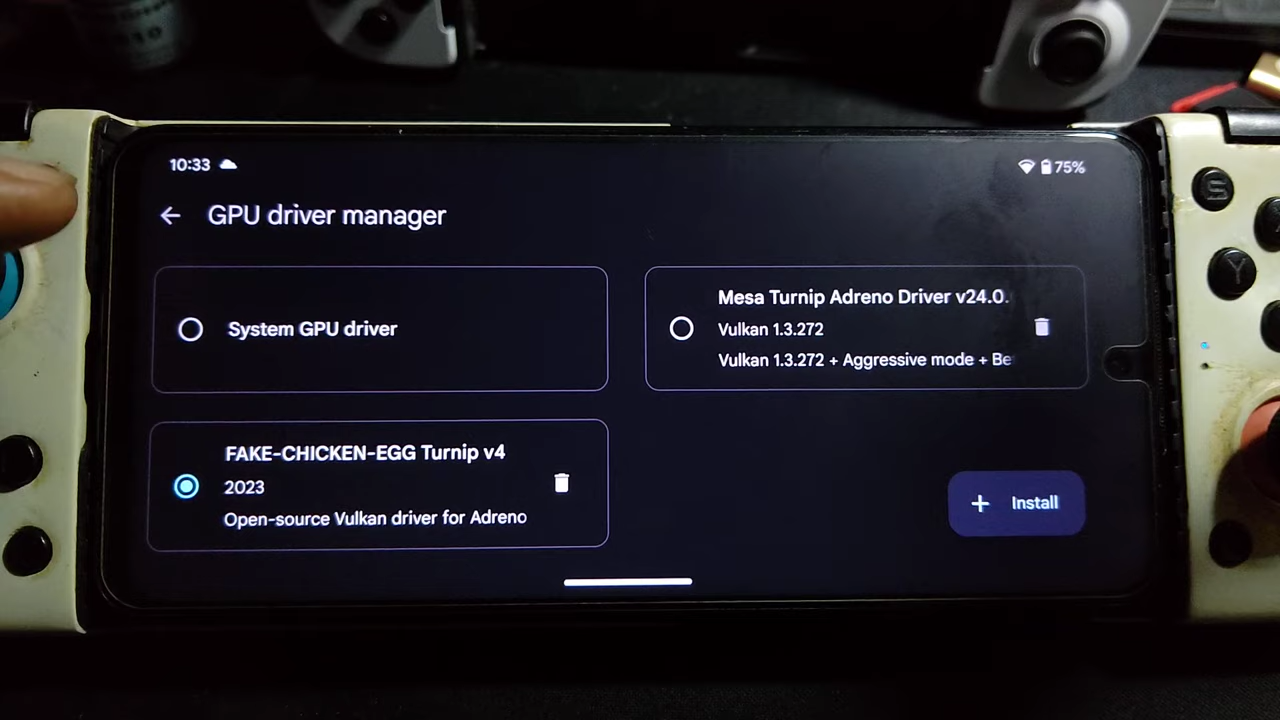 10:33
75%
GPU driver manager
System GPU driver
Mesa Turnip Adreno Driver v24.0.
Vulkan 1.3.272
Vulkan 1.3.272 + Aggressive mode + Be
FAKE-CHICKEN-EGG Turnip v4
2023
Open-source Vulkan driver for Adreno
+ Install
S
Y